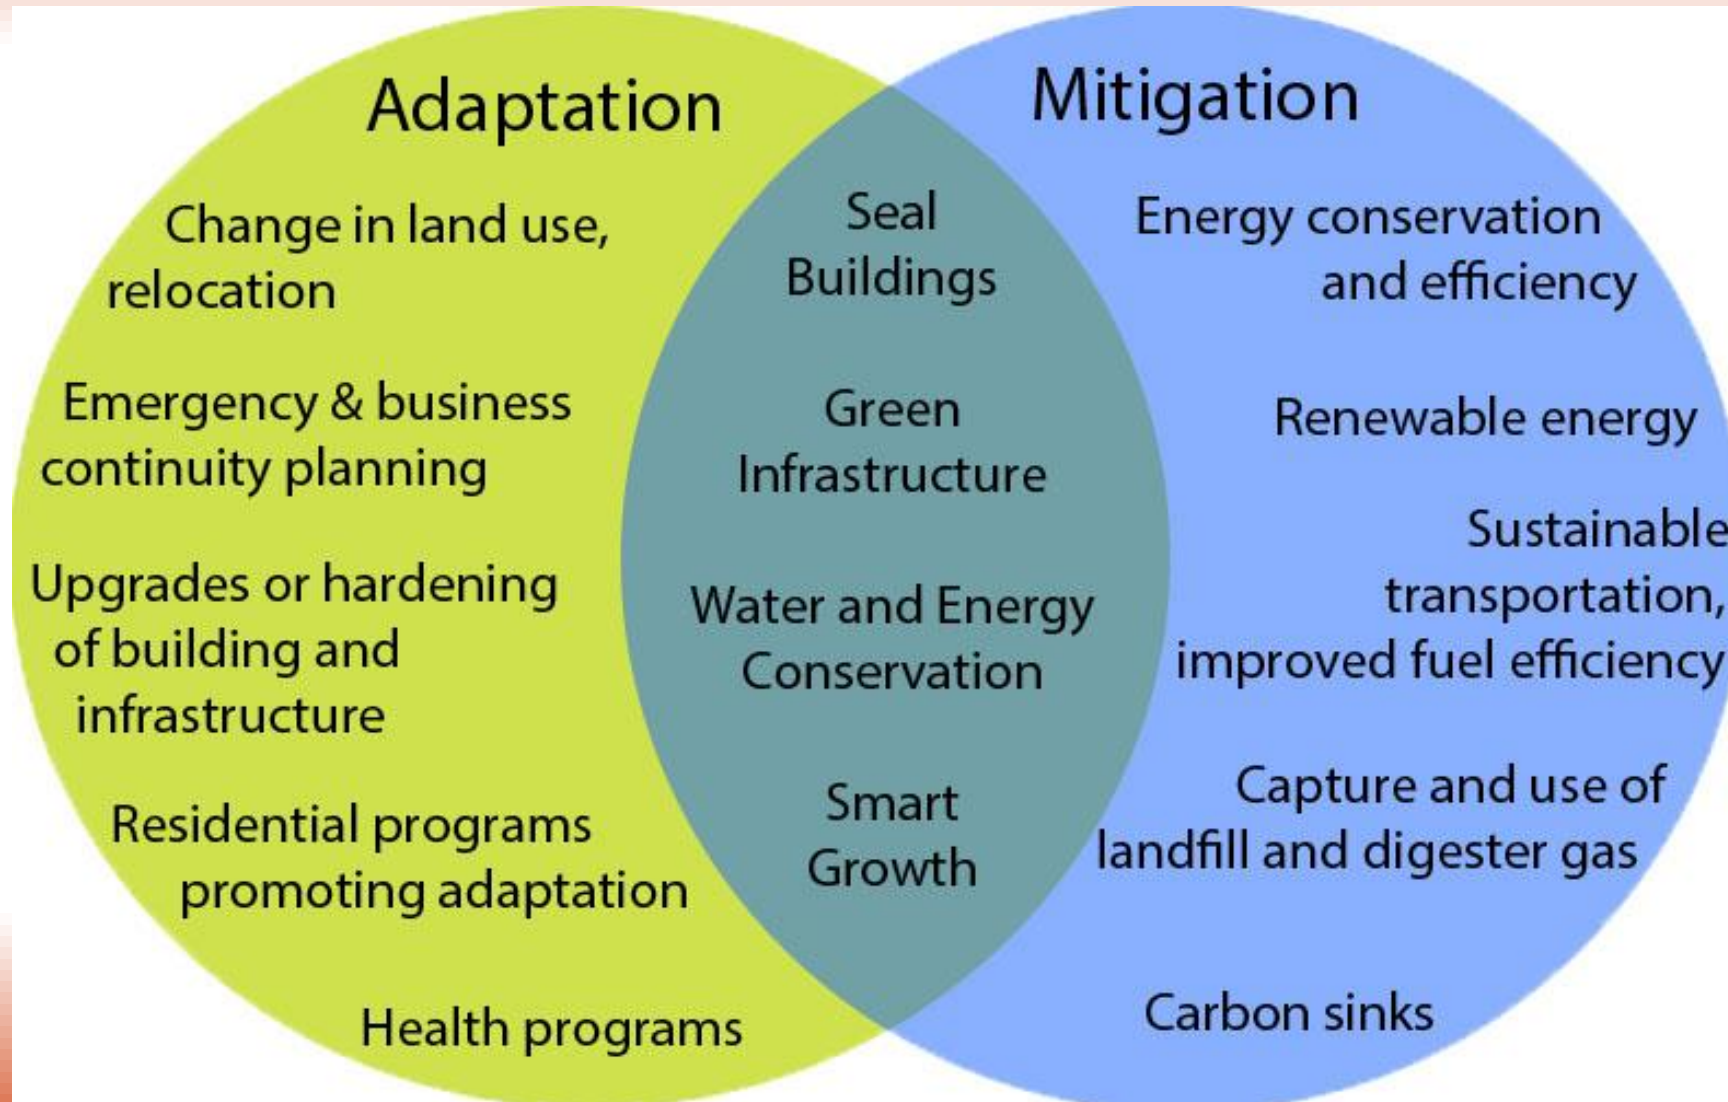 Adaptation
Change in land use,
relocation
Emergency & business
continuity planning
Upgrades or hardening
of building and
infrastructure
Residential programs
promoting adaptation
Health programs
Seal
Buildings
Green
Infrastructure
Water and Energy
Conservation
Smart
Growth
Mitigation
Energy conservation
and efficiency
Renewable energy
Sustainable
transportation,
improved fuel efficiency
Capture and use of
landfill and digester gas
Carbon sinks